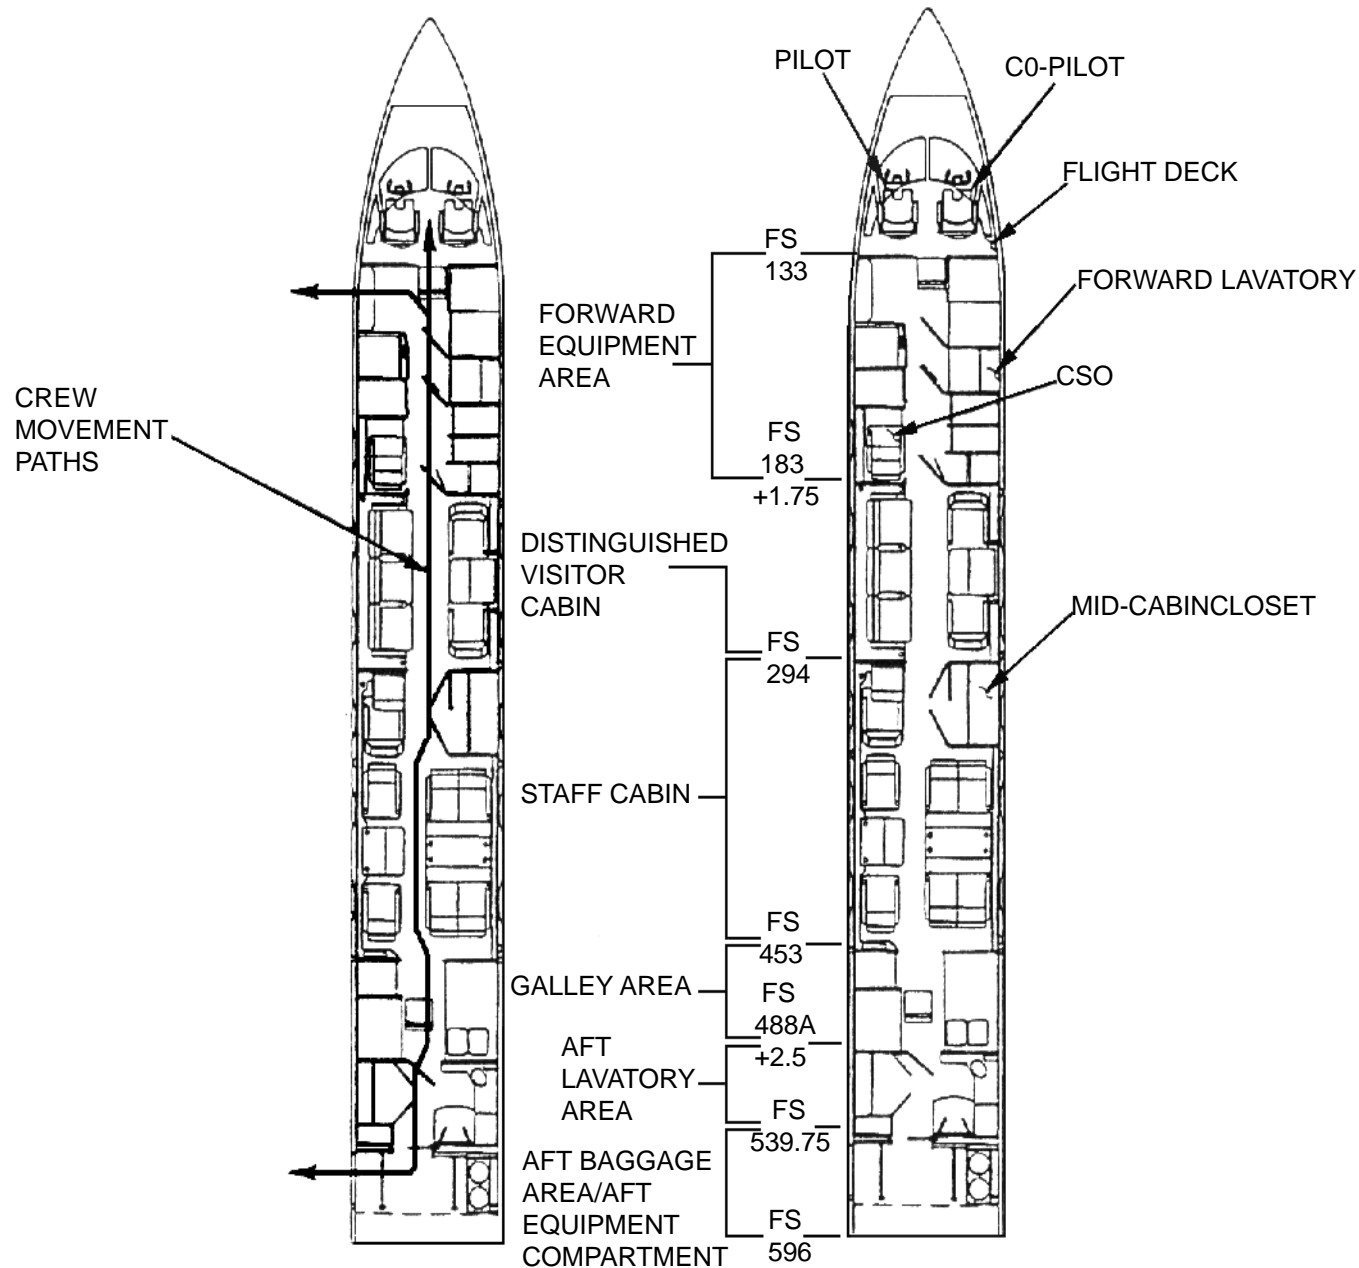 PILOT
C0-PILOT
FLIGHT DECK
FS
133
FORWARD LAVATORY
FORWARD
EQUIPMENT
AREA
CSO
CREW
MOVEMENT
PATHS
FS
183
+1.75
DISTINGUISHED
VISITOR
CABIN
MID-CABINCLOSET
FS
294
STAFF CABIN
FS
453
GALLEY AREA
FS
488A
+2.5
AFT
LAVATORY
AREA
FS
539.75
AFT BAGGAGE
AREA/AFT
EQUIPMENT
COMPARTMENT
FS
596